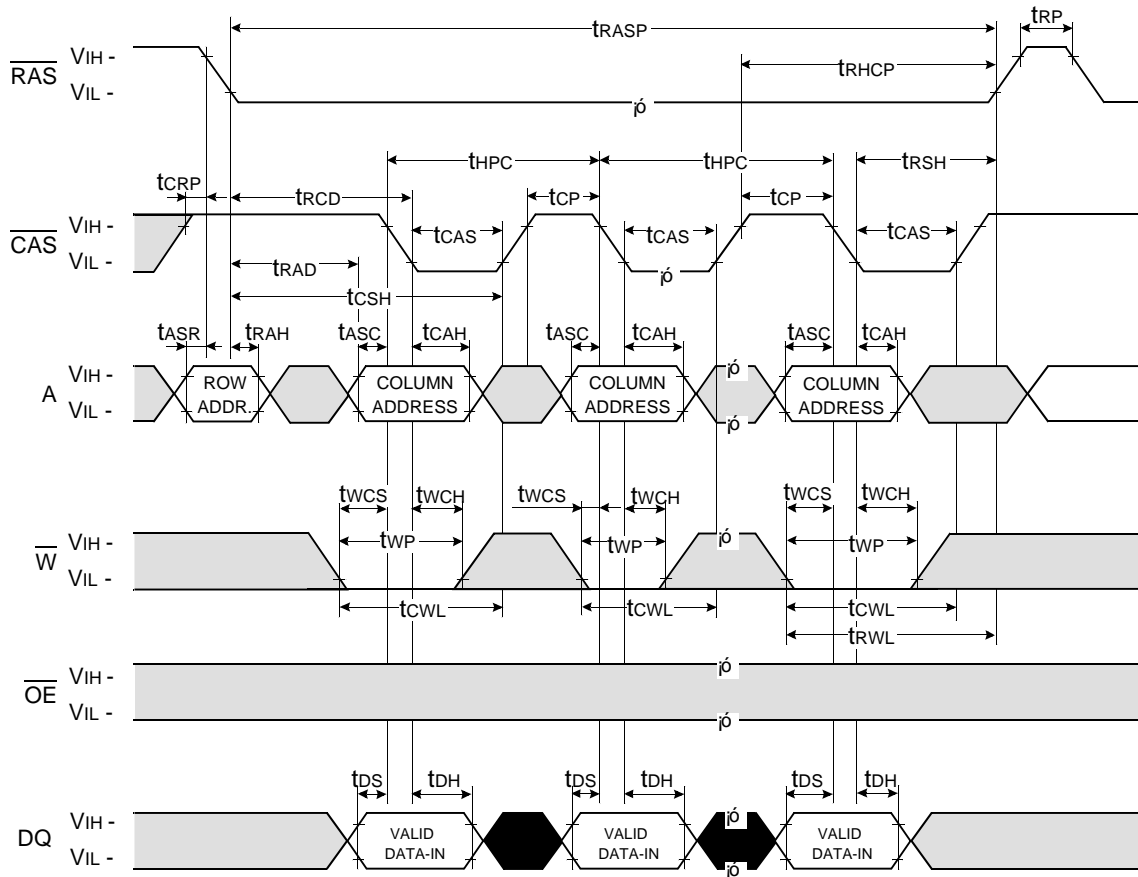 tRASP tRP
RAS VIH -
VIL -
tRHCP
¡ó
tHPC tHPC tRSH
tCRP tRCD tCP tCP
CAS VIH -
VIL -
tCAS tCAS tCAS
¡ó
tRAD
tCSH
tASR tRAH tASC tCAH tASC tCAH tASC tCAH
A VIH -
VIL -
ROW
ADDR.
COLUMN
ADDRESS
COLUMN
ADDRESS
¡ó
¡ó
COLUMN
ADDRESS
tWCS tWCH tWCS tWCH tWCS tWCH
W VIH -
VIL -
tWP tWP tWP
¡ó
tCWL tCWL tCWL
tRWL
OE VIH -
VIL -
¡ó
¡ó
tDS tDH tDS tDH tDS tDH
DQ VIH -
VIL -
VALID
DATA-IN
VALID
DATA-IN
¡ó
¡ó
VALID
DATA-IN